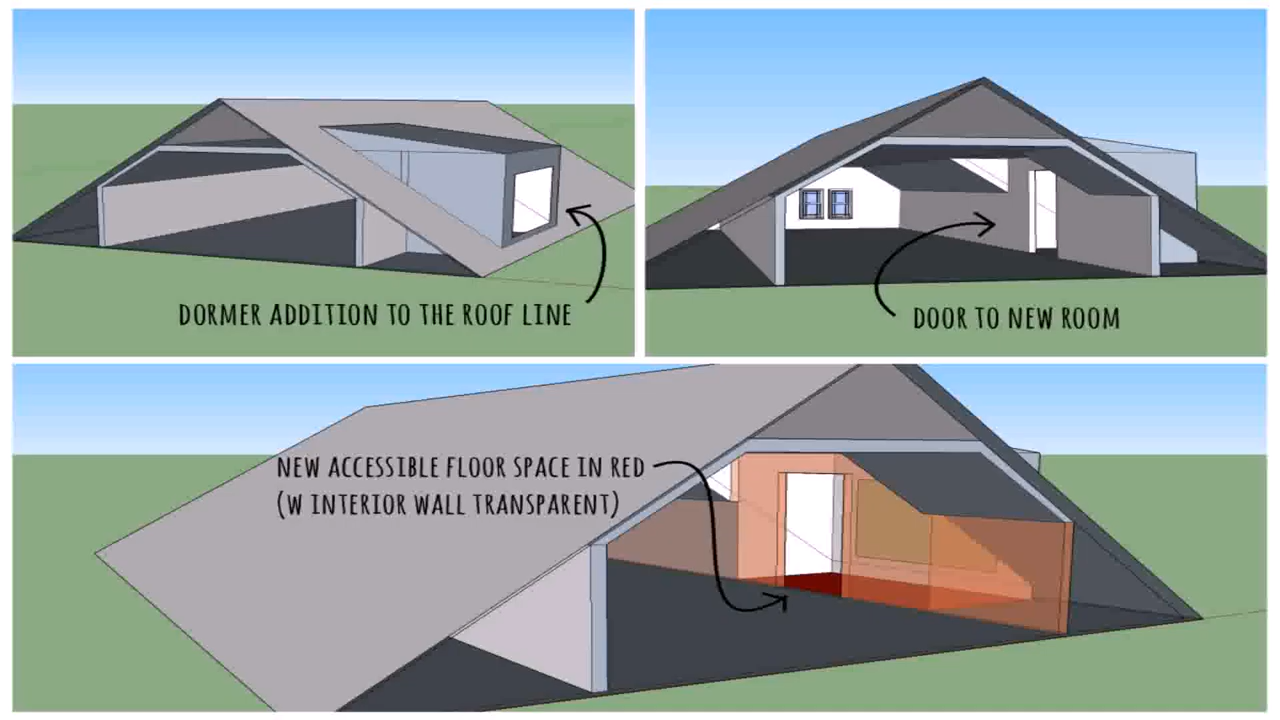 DORMER ADDITION TO THE ROOF LINE
DOOR TO NEW ROOM
NEW ACCESSIBLE FLOOR SPACE IN RED
(W INTERIOR WALL TRANSPARENT)